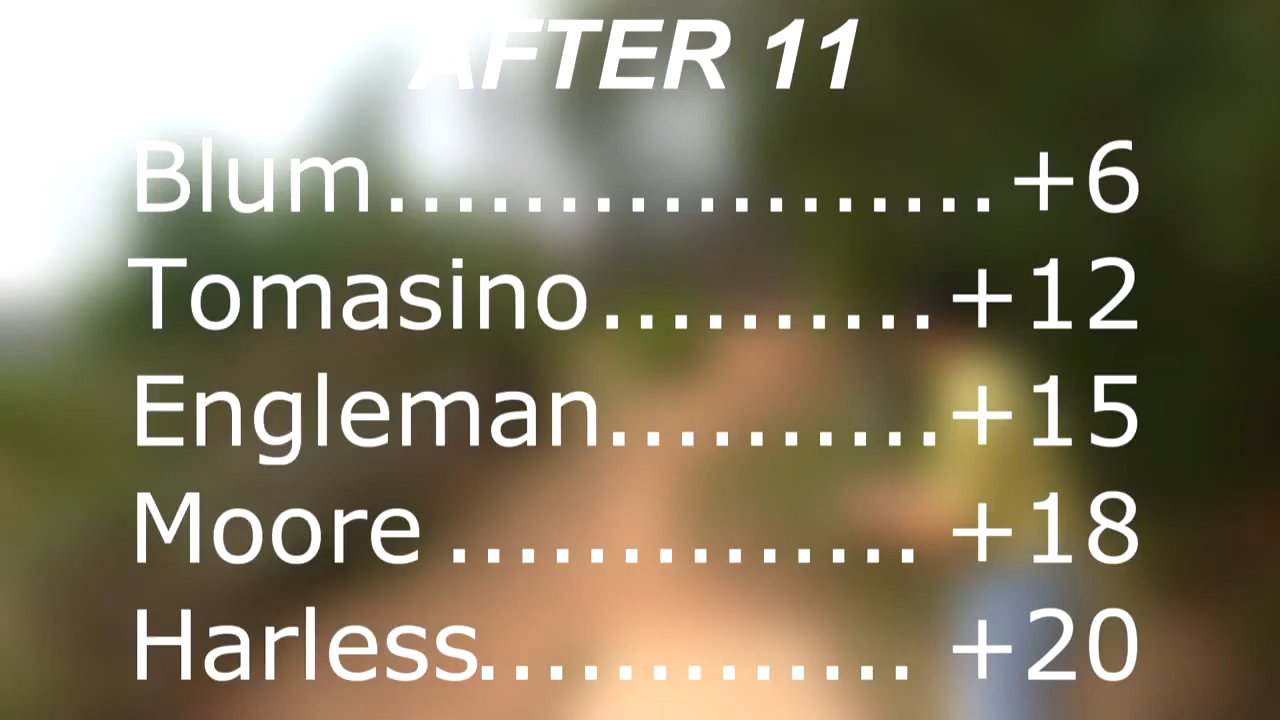 AFTER 11
Blum.................. +6
Tomasino.......... +12
Engleman..........+15
Moore .............. +18
Harless............. +20